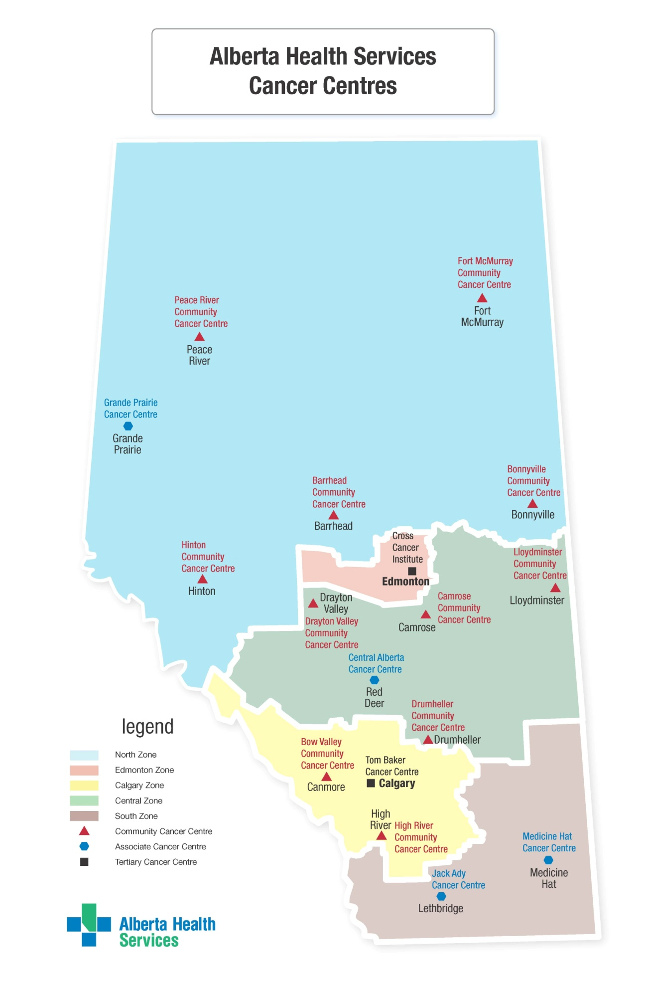 Alberta Health Services
Cancer Centres
Fort McMurray
Community
Cancer Centre
Fort
McMurray
Peace River
Community
Cancer Centre
Peace
River
Grande Prairie
Cancer Centre
Grande
Prairie
Bonnyville
Community
Cancer Centre
Bonnyville
Barrhead
Community
Cancer Centre
Barrhead
Cross
Cancer
Institute
Edmonton
Hinton
Community
Cancer Centre
Hinton
Lloydminster
Community
Cancer Centre
Lloydminster
Drayton
Valley
Drayton Valley
Community
Cancer Centre
Camrose
Community
Cancer Centre
Camrose
Central Alberta
Cancer Centre
Red
Deer
Drumheller
Community
Cancer Centre
Drumheller
Bow Valley
Community
Cancer Centre
Canmore
Tom Baker
Cancer Centre
Calgary
High
River
High River
Community
Cancer Centre
Medicine Hat
Cancer Centre
Medicine
Hat
Jack Ady
Cancer Centre
Lethbridge
legend
North Zone
Edmonton Zone
Calgary Zone
Central Zone
South Zone
Community Cancer Centre
Associate Cancer Centre
Tertiary Cancer Centre
Alberta Health
Services